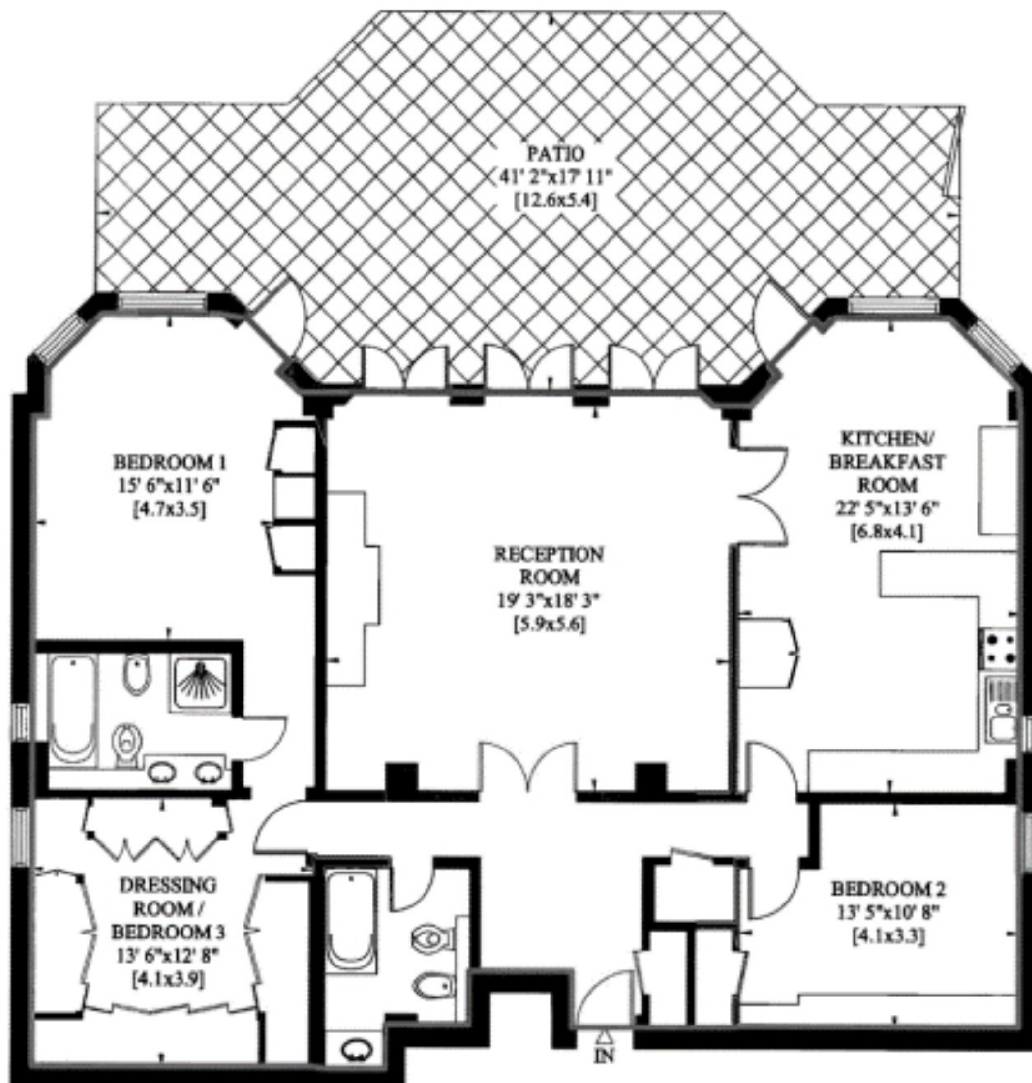 PATIO
41' 2"x17' 11"
[12.6x5.4]
BEDROOM 1
15' 6"x11' 6"
[4.7x3.5]
KITCHEN/
BREAKFAST
ROOM
22' 5"x13' 6"
[6.8x4.1]
RECEPTION
ROOM
19' 3"x18' 3"
[5.9x5.6]
DRESSING
ROOM /
BEDROOM 3
13' 6"x12' 8"
[4.1x3.9]
BEDROOM 2
13' 5"x10' 8"
[4.1x3.3]
IN